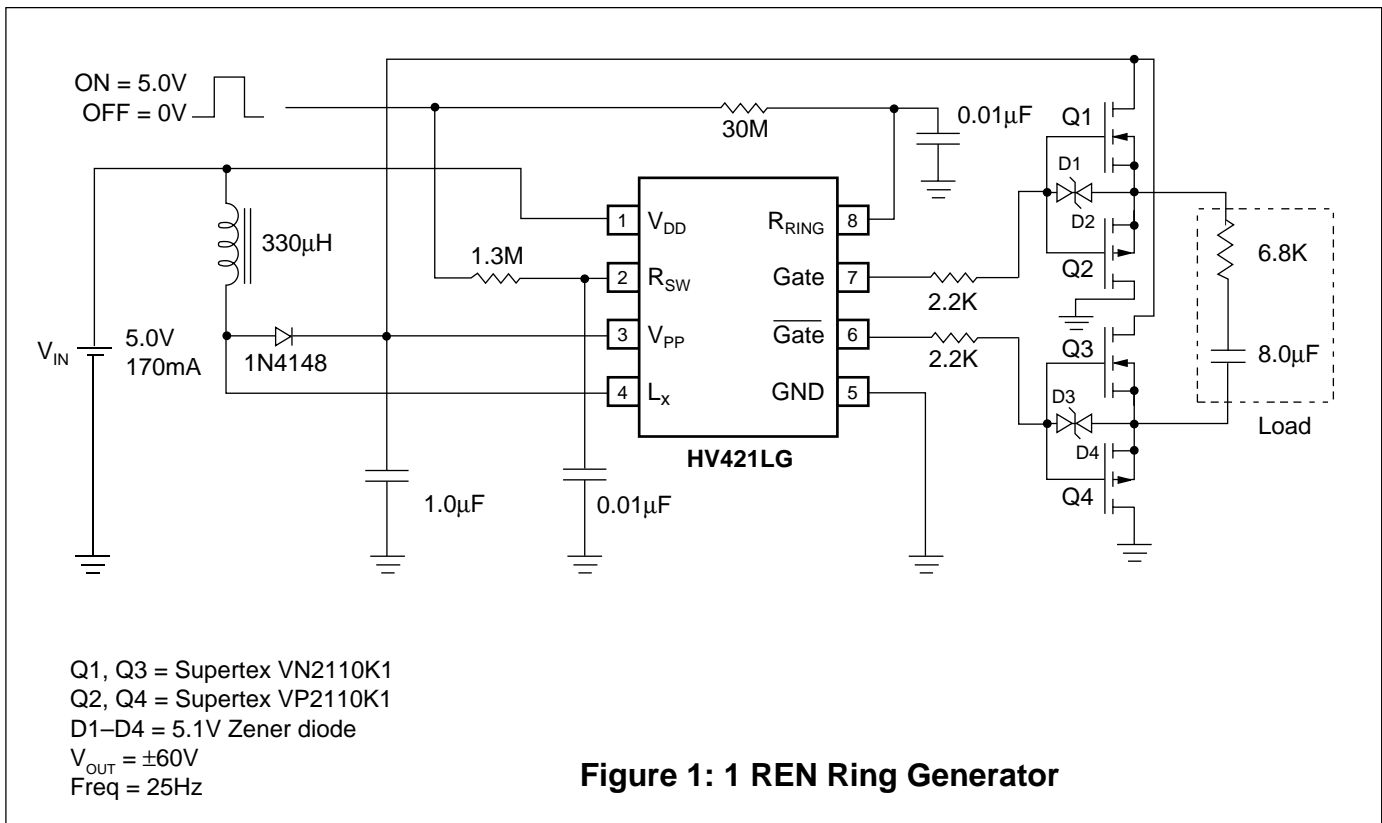 ON = 5.0V
OFF = 0V
30M
0.01μF
Q1
D1
D2
Q2
330μH
1.3M
1 VDD
2 RSW
3 VPP
4 Lx
RRING 8
Gate 7
Gate 6
GND 5
HV421LG
2.2K
2.2K
6.8K
8.0μF
Load
VIN
5.0V
170mA
1N4148
Q3
D3
D4
Q4
1.0μF
0.01μF
Q1, Q3 = Supertex VN2110K1
Q2, Q4 = Supertex VP2110K1
D1–D4 = 5.1V Zener diode
VOUT = ±60V
Freq = 25Hz
Figure 1: 1 REN Ring Generator